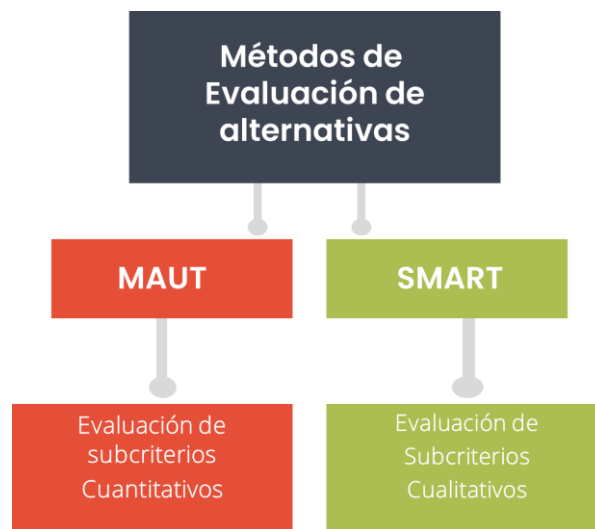 Métodos de
Evaluación de
alternativas
MAUT
SMART
Evaluación de
subcriterios
Cuantitativos
Evaluación de
Subcriterios
Cualitativos